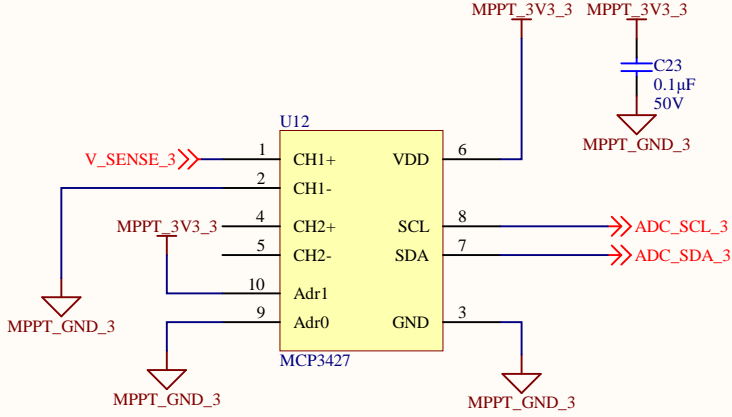 MPPT_3V3_3
MPPT_3V3_3
C23
0.1µF
50V
MPPT_GND_3
U12
V_SENSE_3
1
CH1+
VDD
6
2
CH1-
MPPT_3V3_3
4
CH2+
SCL
8
ADC_SCL_3
5
CH2-
SDA
7
ADC_SDA_3
10
Adr1
MPPT_GND_3
9
Adr0
GND
3
MCP3427
MPPT_GND_3
MPPT_GND_3